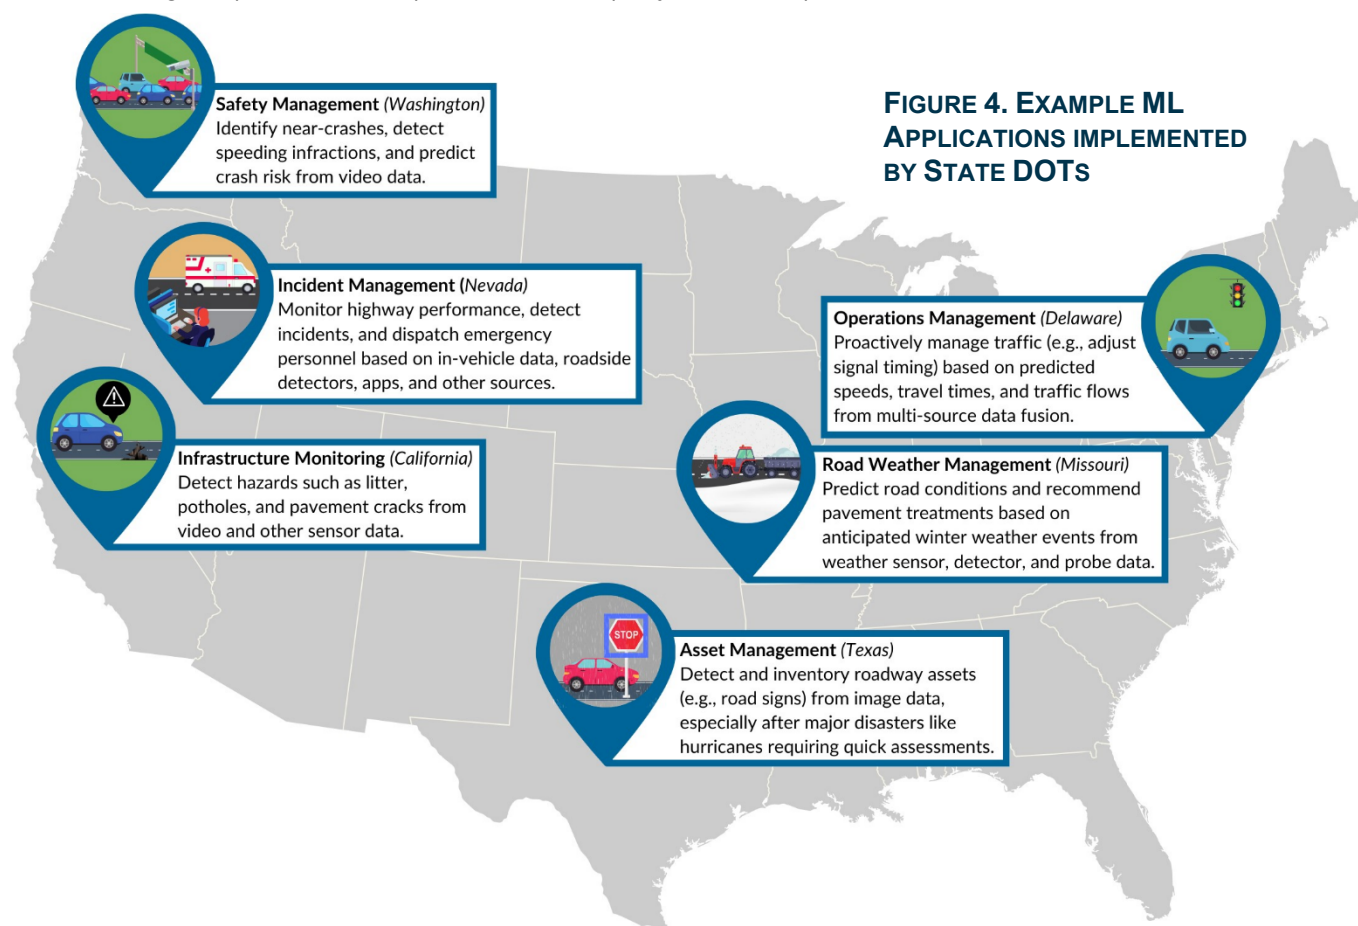 FIGURE 4. EXAMPLE ML
APPLICATIONS IMPLEMENTED
BY STATE DOTS
Safety Management (Washington)
Identify near-crashes, detect
speeding infractions, and predict
crash risk from video data.
Incident Management (Nevada)
Monitor highway performance, detect
incidents, and dispatch emergency
personnel based on in-vehicle data, roadside
detectors, apps, and other sources.
Operations Management (Delaware)
Proactively manage traffic (e.g., adjust
signal timing) based on predicted
speeds, travel times, and traffic flows
from multi-source data fusion.
Infrastructure Monitoring (California)
Detect hazards such as litter,
potholes, and pavement cracks from
video and other sensor data.
Road Weather Management (Missouri)
Predict road conditions and recommend
pavement treatments based on
anticipated winter weather events from
weather sensor, detector, and probe data.
STOP
Asset Management (Texas)
Detect and inventory roadway assets
(e.g., road signs) from image data,
especially after major disasters like
hurricanes requiring quick assessments.